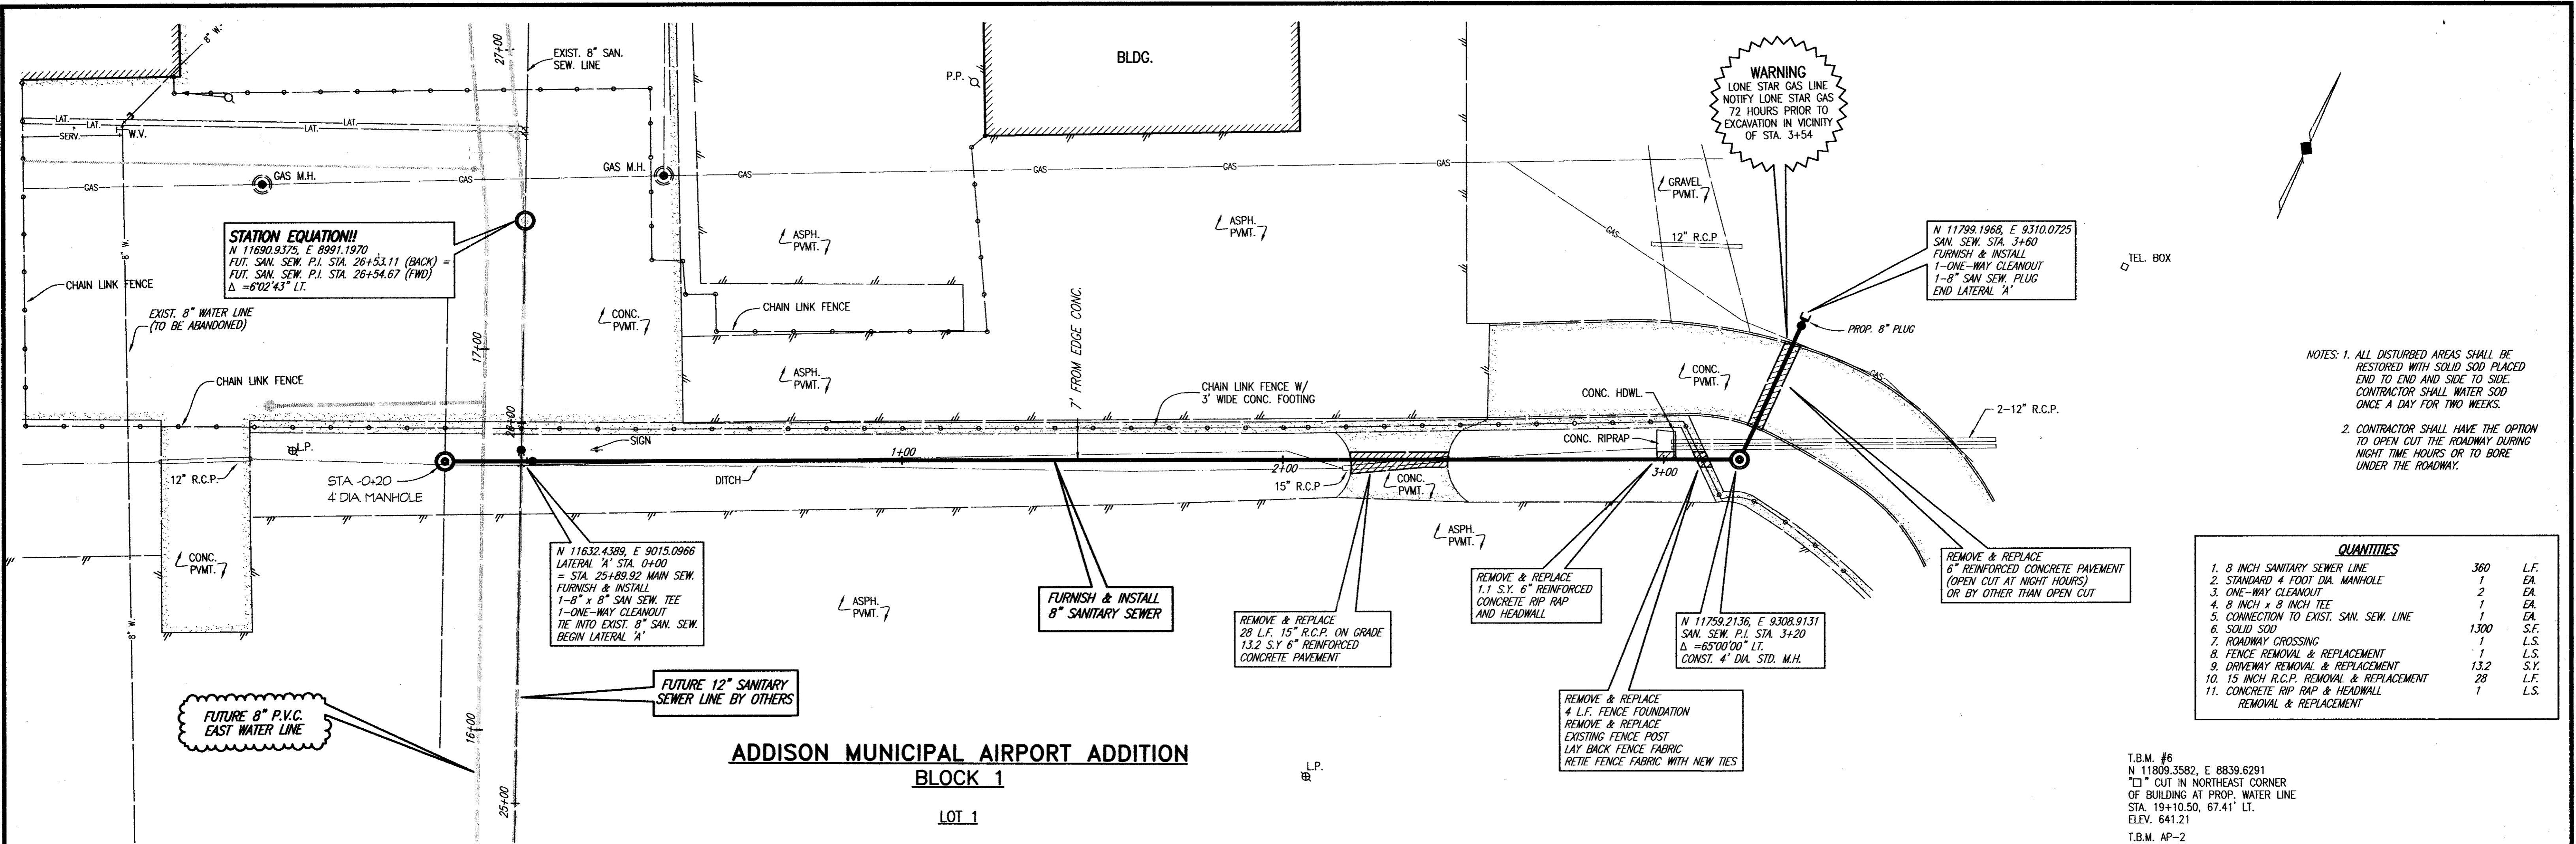 8" W.
27+00
EXIST. 8" SAN.
SEW. LINE
P.P.
BLDG.
WARNING
LONE STAR GAS LINE
NOTIFY LONE STAR GAS
72 HOURS PRIOR TO
EXCAVATION IN VICINITY
OF STA. 3+54
LAT.
LAT.
LAT.
LAT.
SERV.
W.V.
GAS
GAS M.H.
GAS
GAS M.H.
GAS
GAS
GAS
GAS
GAS
GRAVEL
PVMT.
12" R.C.P
STATION EQUATION!!
N 11690.9375, E 8991.1970
FUT. SAN. SEW. P.I. STA. 26+53.11 (BACK) =
FUT. SAN. SEW. P.I. STA. 26+54.67 (FWD)
Δ =6°02'43" LT.
8" W.
ASPH.
PVMT.
ASPH.
PVMT.
N 11799.1968, E 9310.0725
SAN. SEW. STA. 3+60
FURNISH & INSTALL
1-ONE-WAY CLEANOUT
1-8" SAN SEW. PLUG
END LATERAL 'A'
TEL. BOX
CHAIN LINK FENCE
EXIST. 8" WATER LINE
(TO BE ABANDONED)
CONC.
PVMT.
CHAIN LINK FENCE
7' FROM EDGE CONC.
PROP. 8" PLUG
17+00
CHAIN LINK FENCE
ASPH.
PVMT.
CHAIN LINK FENCE W/
3' WIDE CONC. FOOTING
CONC.
PVMT.
GAS
CONC. HDWL.
2-12" R.C.P.
NOTES: 1. ALL DISTURBED AREAS SHALL BE
RESTORED WITH SOLID SOD PLACED
END TO END AND SIDE TO SIDE.
CONTRACTOR SHALL WATER SOD
ONCE A DAY FOR TWO WEEKS.
2. CONTRACTOR SHALL HAVE THE OPTION
TO OPEN CUT THE ROADWAY DURING
NIGHT TIME HOURS OR TO BORE
UNDER THE ROADWAY.
26+00
L.P.
SIGN
1+00
CONC. RIPRAP
2+00
3+00
12" R.C.P.
STA -0+20
4' DIA. MANHOLE
DITCH
15" R.C.P
CONC.
PVMT.
CONC.
PVMT.
ASPH.
PVMT.
N 11632.4389, E 9015.0966
LATERAL 'A' STA. 0+00
= STA. 25+89.92 MAIN SEW.
FURNISH & INSTALL
1-8" x 8" SAN SEW. TEE
1-ONE-WAY CLEANOUT
TIE INTO EXIST. 8" SAN. SEW.
BEGIN LATERAL 'A'
ASPH.
PVMT.
FURNISH & INSTALL
8" SANITARY SEWER
REMOVE & REPLACE
28 L.F. 15" R.C.P. ON GRADE
13.2 S.Y 6" REINFORCED
CONCRETE PAVEMENT
REMOVE & REPLACE
1.1 S.Y. 6" REINFORCED
CONCRETE RIP RAP
AND HEADWALL
N 11759.2136, E 9308.9131
SAN. SEW. P.I. STA. 3+20
Δ =65°00'00" LT.
CONST. 4' DIA. STD. M.H.
REMOVE & REPLACE
6" REINFORCED CONCRETE PAVEMENT
(OPEN CUT AT NIGHT HOURS)
OR BY OTHER THAN OPEN CUT
QUANTITIES
1. 8 INCH SANITARY SEWER LINE 360 L.F.
2. STANDARD 4 FOOT DIA. MANHOLE 1 EA.
3. ONE-WAY CLEANOUT 2 EA.
4. 8 INCH x 8 INCH TEE 1 EA.
5. CONNECTION TO EXIST. SAN. SEW. LINE 1 EA.
6. SOLID SOD 1300 S.F.
7. ROADWAY CROSSING 1 L.S.
8. FENCE REMOVAL & REPLACEMENT 1 L.S.
9. DRIVEWAY REMOVAL & REPLACEMENT 13.2 S.Y.
10. 15 INCH R.C.P. REMOVAL & REPLACEMENT 28 L.F.
11. CONCRETE RIP RAP & HEADWALL 1 L.S.
REMOVAL & REPLACEMENT
8" W.
FUTURE 8" P.V.C.
EAST WATER LINE
FUTURE 12" SANITARY
SEWER LINE BY OTHERS
16+00
25+00
REMOVE & REPLACE
4 L.F. FENCE FOUNDATION
REMOVE & REPLACE
EXISTING FENCE POST
LAY BACK FENCE FABRIC
RETIE FENCE FABRIC WITH NEW TIES
ADDISON MUNICIPAL AIRPORT ADDITION
BLOCK 1
LOT 1
L.P.
T.B.M. #6
N 11809.3582, E 8839.6291
"□" CUT IN NORTHEAST CORNER
OF BUILDING AT PROP. WATER LINE
STA. 19+10.50, 67.41' LT.
ELEV. 641.21
T.B.M. AP-2